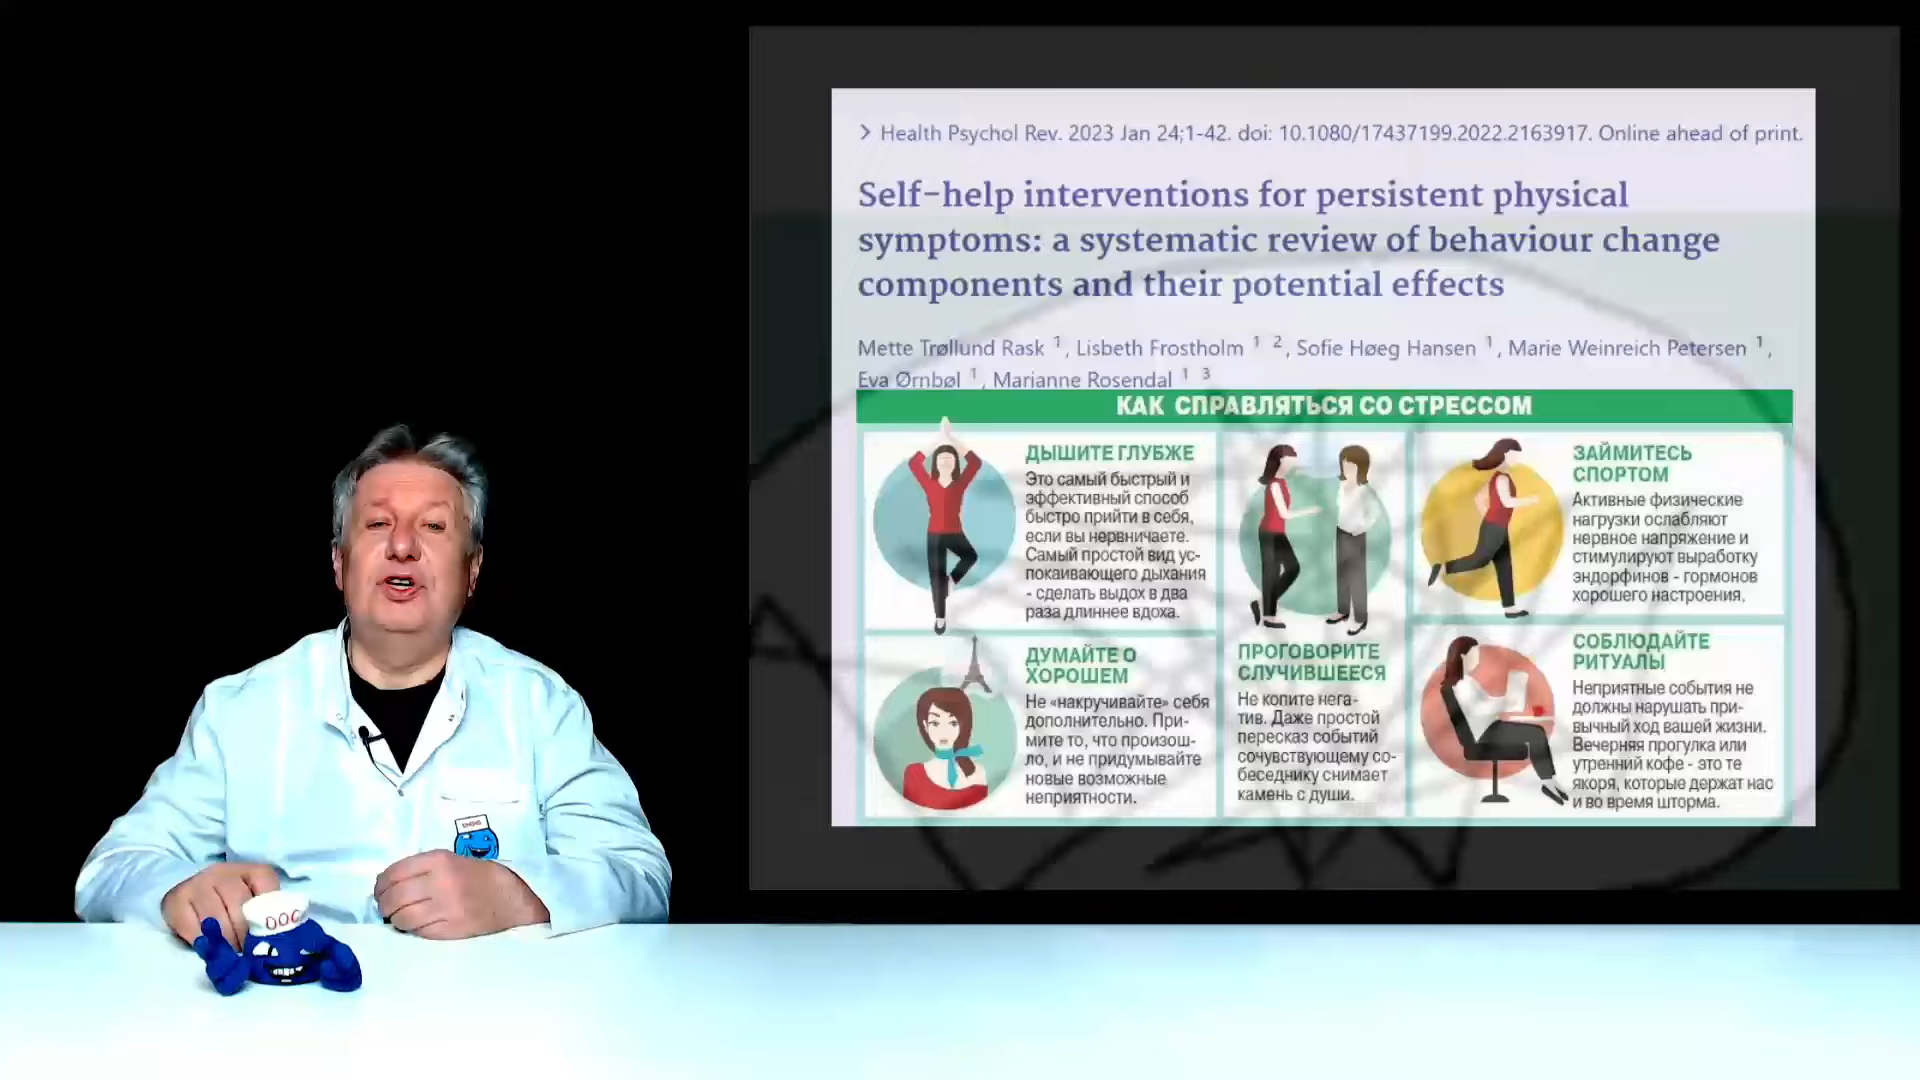 > Health Psychol Rev. 2023 Jan 24;1-42. doi: 10.1080/17437199.2022.2163917. Online ahead of print.
Self-help interventions for persistent physical
symptoms: a systematic review of behaviour change
components and their potential effects
Mette Trøllund Rask 1, Lisbeth Frostholm 1 2, Sofie Høeg Hansen 1, Marie Weinreich Petersen 1,
Eva Ørnbøl 1, Marianne Rosendal 1 3
КАК СПРАВЛЯТЬСЯ СО СТРЕССОМ
ДЫШИТЕ ГЛУБЖЕ
Это самый быстрый и
эффективный способ
быстро прийти в себя,
если вы нервничаете.
Самый простой вид ус-
покаивающего дыхания
- сделать выдох в два
раза длиннее вдоха.
ДУМАЙТЕ О
ХОРОШЕМ
Не «накручивайте» себя
дополнительно. При-
мите то, что произош-
ло, и не придумывайте
новые возможные
неприятности.
ПРОГОВОРИТЕ
СЛУЧИВШЕЕСЯ
Не копите нега-
тив. Даже простой
пересказ событий
сочувствующему со-
беседнику снимает
камень с души.
ЗАЙМИТЕСЬ
СПОРТОМ
Активные физические
нагрузки ослабляют
нервное напряжение и
стимулируют выработку
эндорфинов - гормонов
хорошего настроения.
СОБЛЮДАЙТЕ
РИТУАЛЫ
Неприятные события не
должны нарушать при-
вычный ход вашей жизни.
Вечерняя прогулка или
утренний кофе - это те
якоря, которые держат нас
и во время шторма.
DOC